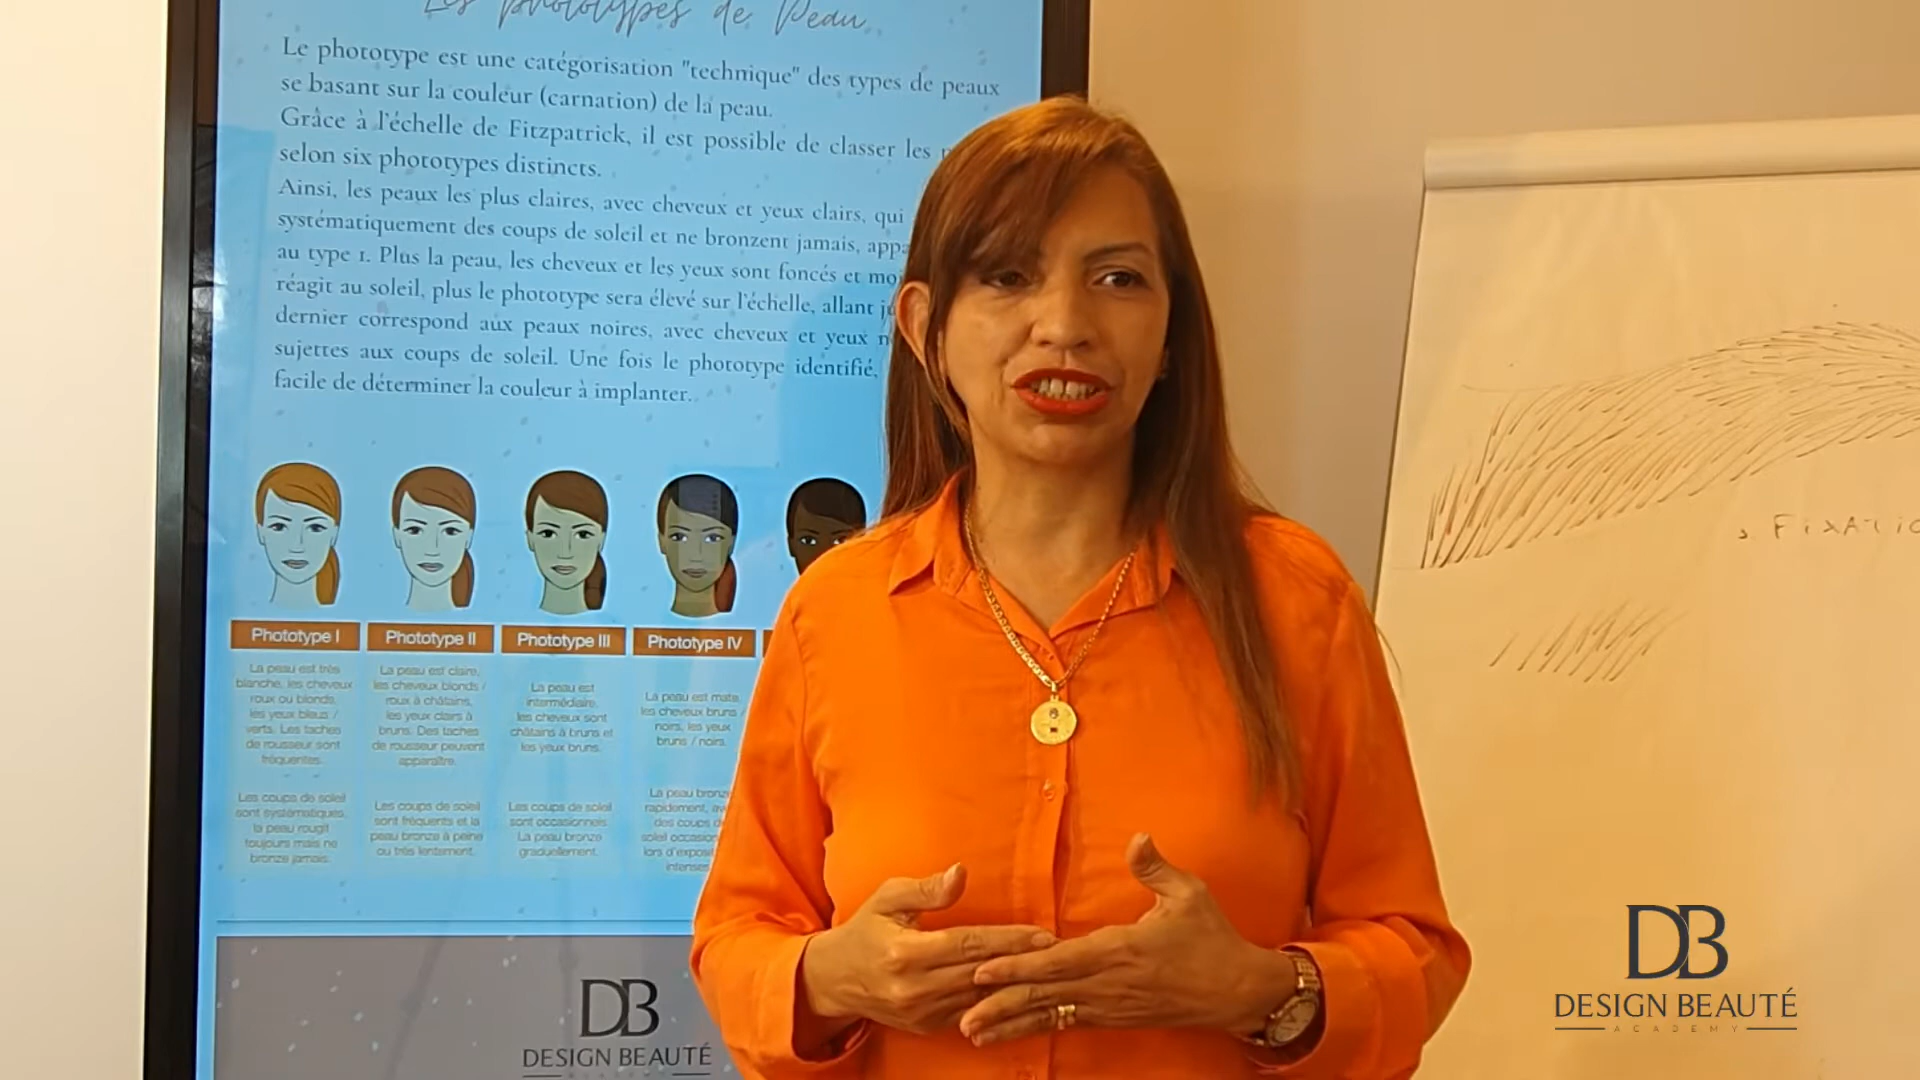 Les phototypes de Peau
Le phototype est une catégorisation "technique" des types de peaux
se basant sur la couleur (carnation) de la peau.
Grâce à l'échelle de Fitzpatrick, il est possible de classer les
selon six phototypes distincts.
Ainsi, les peaux les plus claires, avec cheveux et yeux clairs, qui
systématiquement des coups de soleil et ne bronzent jamais,
au type 1. Plus la peau, les cheveux et les yeux sont foncés et
réagit au soleil, plus le phototype sera élevé sur l'échelle, allant
dernier correspond aux peaux noires, avec cheveux et yeux
sujettes aux coups de soleil. Une fois le phototype identifié,
facile de déterminer la couleur à implanter.
Phototype I
La peau est très
blanche, les cheveux
roux ou blonds,
les yeux bleus /
verts. Les taches
de rousseur sont
fréquentes.
Les coups de soleil
sont systématiques,
la peau rougit
toujours mais ne
bronze jamais.
Phototype II
La peau est claire,
les cheveux blonds /
roux à châtains,
les yeux clairs à
bruns. Des taches
de rousseur peuvent
apparaître.
Les coups de soleil
sont fréquents et la
peau bronze à peine
ou très lentement.
Phototype III
La peau est
intermédiaire,
les cheveux sont
châtains à bruns et
les yeux bruns.
Les coups de soleil
sont occasionnels.
La peau bronze
graduellement.
Phototype IV
La peau est mate,
les cheveux bruns /
noirs, les yeux
bruns / noirs.
La peau bronze
rapidement,
des coups
soleil
lors
intenses
DB
DESIGN BEAUTÉ
DB
DESIGN BEAUTÉ
ACADEMY